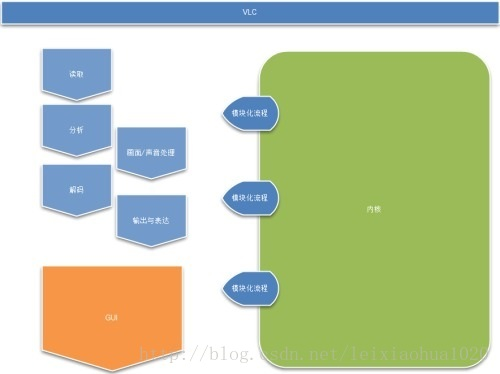 VLC
读取
分析
画面/声音处理
解码
输出与表达
GUI
模块化流程
模块化流程
模块化流程
内核
http://blog.csdn.net/leixiaohua1020